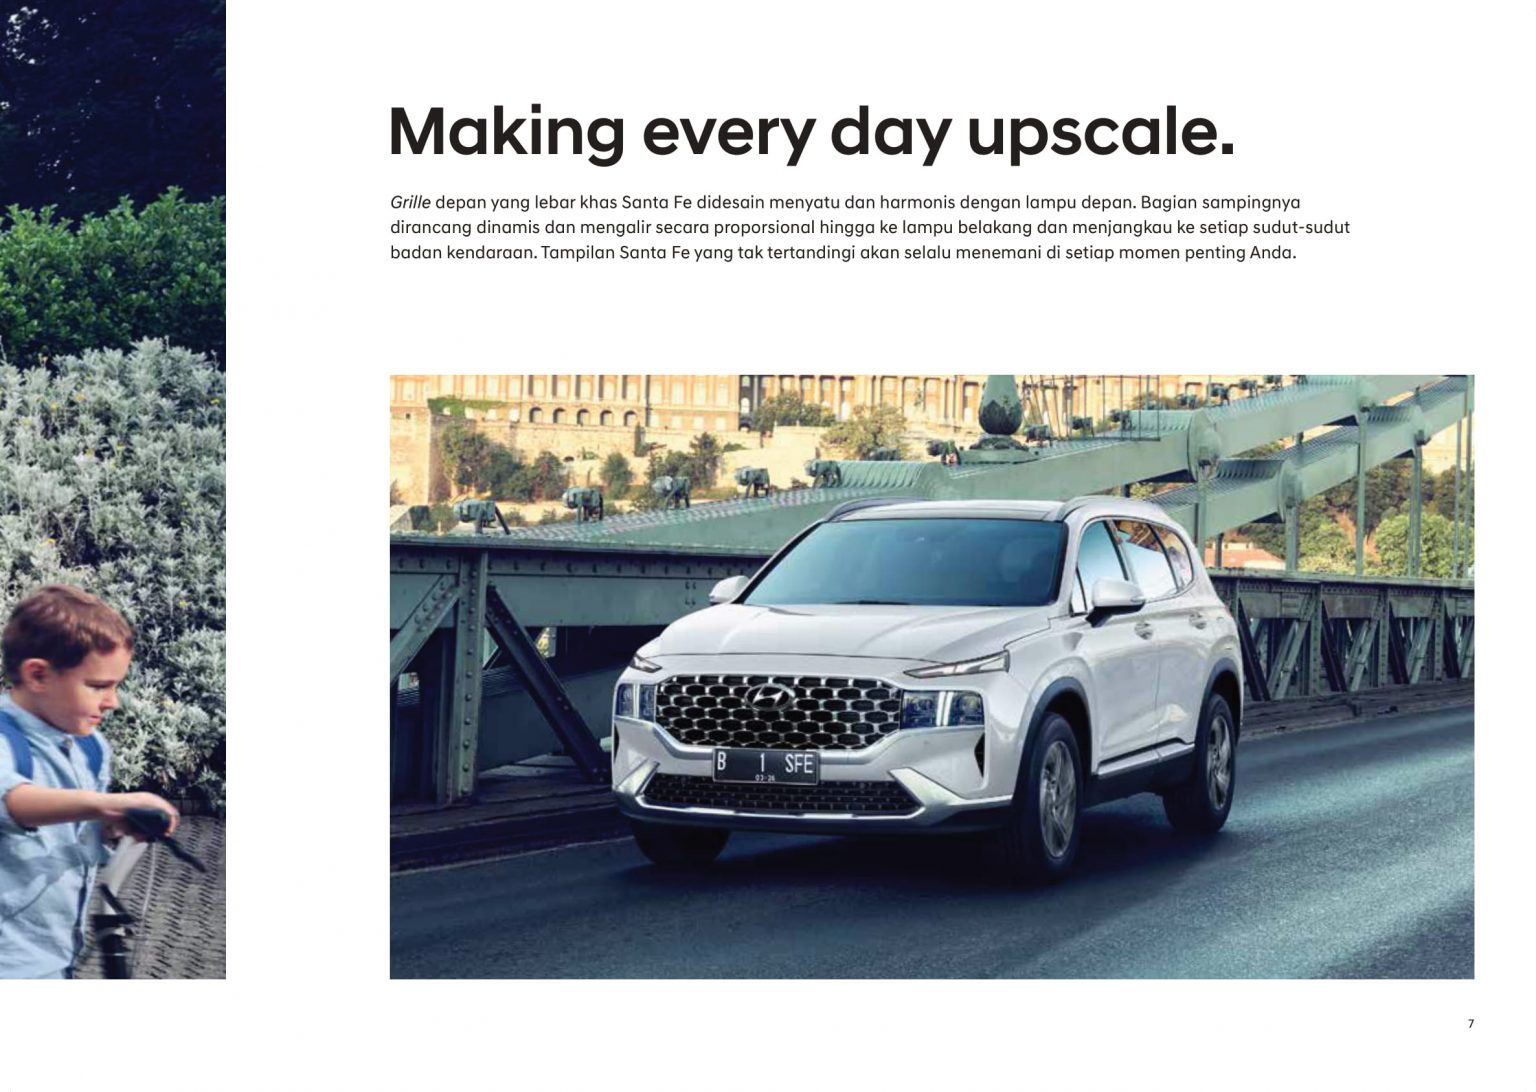 Making every day upscale.
Grille depan yang lebar khas Santa Fe didesain menyatu dan harmonis dengan lampu depan. Bagian sampingnya
dirancang dinamis dan mengalir secara proporsional hingga ke lampu belakang dan menjangkau ke setiap sudut-sudut
badan kendaraan. Tampilan Santa Fe yang tak tertandingi akan selalu menemani di setiap momen penting Anda.
B 1 SFE
03·26
7